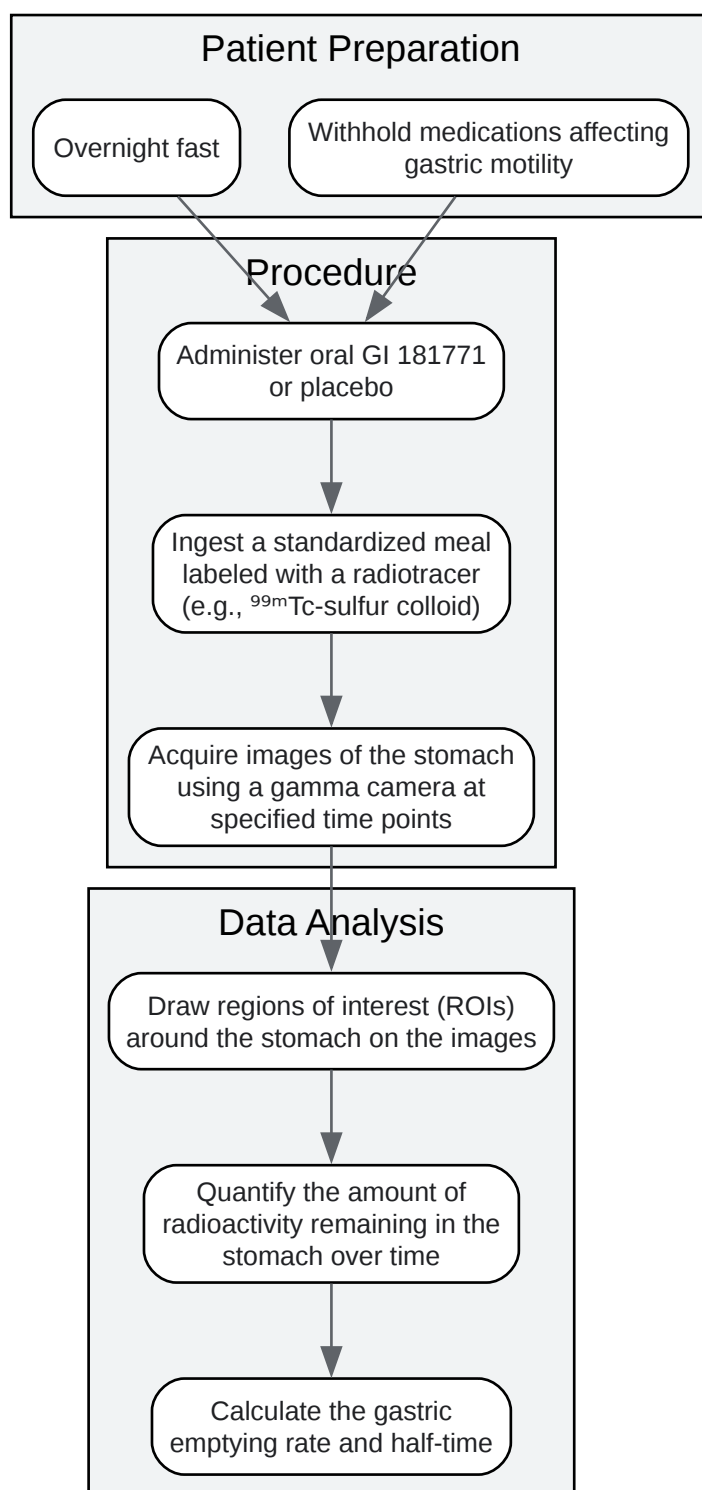 Patient Preparation
Overnight fast
Withhold medications affecting
gastric motility
Procedure
Administer oral GI 181771
or placebo
Ingest a standardized meal
labeled with a radiotracer
(e.g., ⁹⁹ᵐTc-sulfur colloid)
Acquire images of the stomach
using a gamma camera at
specified time points
Data Analysis
Draw regions of interest (ROIs)
around the stomach on the images
Quantify the amount of
radioactivity remaining in the
stomach over time
Calculate the gastric
emptying rate and half-time